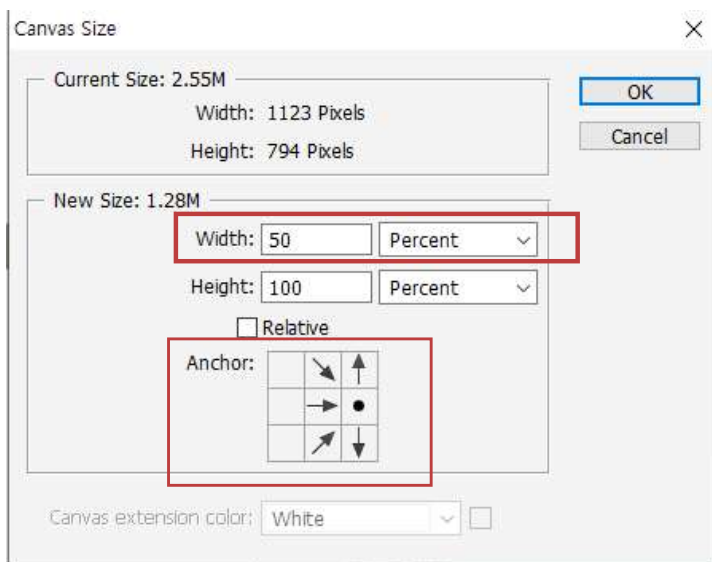 Canvas Size
Current Size: 2.55M
OK
Width: 1123 Pixels
Cancel
Height: 794 Pixels
New Size: 1.28M
Width: 50 Percent
Height: 100 Percent
Relative
Anchor:
Canvas extension color: White